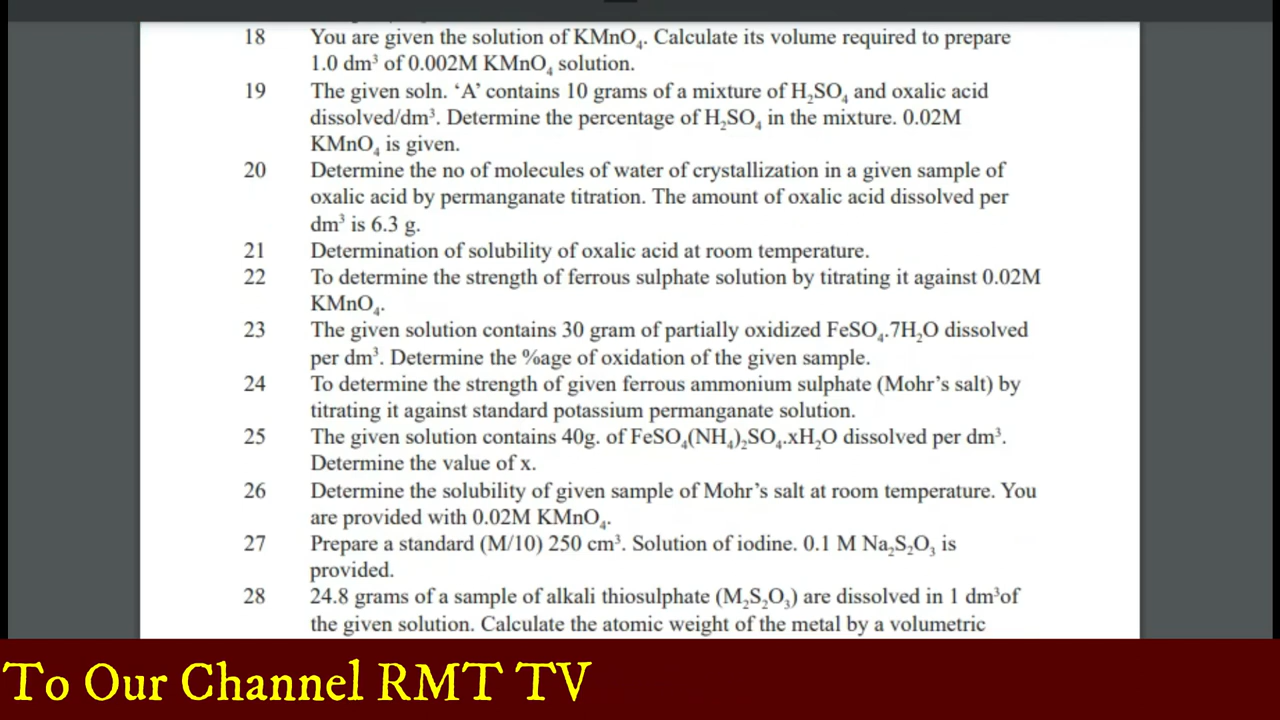 18 You are given the solution of KMnO₄. Calculate its volume required to prepare
1.0 dm³ of 0.002M KMnO₄ solution.
19 The given soln. ‘A’ contains 10 grams of a mixture of H₂SO₄ and oxalic acid
dissolved/dm³. Determine the percentage of H₂SO₄ in the mixture. 0.02M
KMnO₄ is given.
20 Determine the no of molecules of water of crystallization in a given sample of
oxalic acid by permanganate titration. The amount of oxalic acid dissolved per
dm³ is 6.3 g.
21 Determination of solubility of oxalic acid at room temperature.
22 To determine the strength of ferrous sulphate solution by titrating it against 0.02M
KMnO₄.
23 The given solution contains 30 gram of partially oxidized FeSO₄.7H₂O dissolved
per dm³. Determine the %age of oxidation of the given sample.
24 To determine the strength of given ferrous ammonium sulphate (Mohr’s salt) by
titrating it against standard potassium permanganate solution.
25 The given solution contains 40g. of FeSO₄(NH₄)₂SO₄.xH₂O dissolved per dm³.
Determine the value of x.
26 Determine the solubility of given sample of Mohr’s salt at room temperature. You
are provided with 0.02M KMnO₄.
27 Prepare a standard (M/10) 250 cm³. Solution of iodine. 0.1 M Na₂S₂O₃ is
provided.
28 24.8 grams of a sample of alkali thiosulphate (M₂S₂O₃) are dissolved in 1 dm³of
the given solution. Calculate the atomic weight of the metal by a volumetric
To Our Channel RMT TV